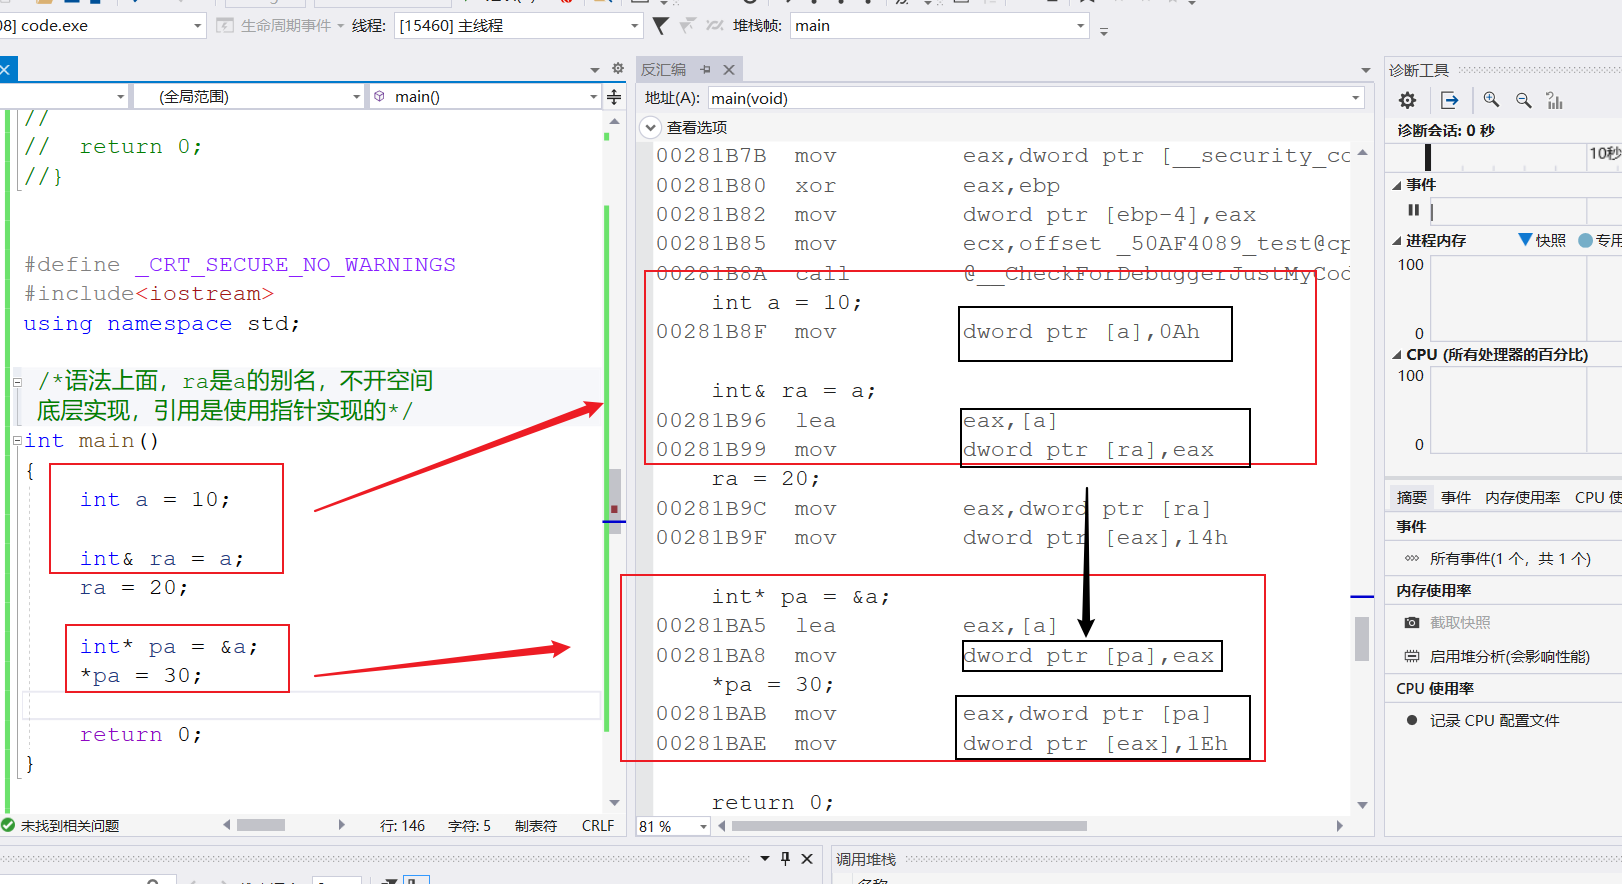 08] code.exe
生命周期事件
线程:
[15460] 主线程
堆栈帧:
main
(全局范围)
main()
//
//  return 0;
//}
#define _CRT_SECURE_NO_WARNINGS
#include<iostream>
using namespace std;
/*语法上面，ra是a的别名，不开空间
底层实现，引用是使用指针实现的*/
int main()
{
int a = 10;
int& ra = a;
ra = 20;
int* pa = &a;
*pa = 30;
return 0;
}
未找到相关问题
行: 146
字符: 5
制表符
CRLF
反汇编
地址(A): main(void)
查看选项
00281B7B  mov  eax,dword ptr [__security_co
00281B80  xor  eax,ebp
00281B82  mov  dword ptr [ebp-4],eax
00281B85  mov  ecx,offset _50AF4089_test@cp
00281B8A  call  @__CheckForDebuggerJustMyCod
int a = 10;
00281B8F  mov  dword ptr [a],0Ah
int& ra = a;
00281B96  lea  eax,[a]
00281B99  mov  dword ptr [ra],eax
ra = 20;
00281B9C  mov  eax,dword ptr [ra]
00281B9F  mov  dword ptr [eax],14h
int* pa = &a;
00281BA5  lea  eax,[a]
00281BA8  mov  dword ptr [pa],eax
*pa = 30;
00281BAB  mov  eax,dword ptr [pa]
00281BAE  mov  dword ptr [eax],1Eh
return 0;
81 %
诊断工具
诊断会话: 0 秒
10秒
事件
进程内存
快照
专用
100
0
CPU (所有处理器的百分比)
100
0
摘要
事件
内存使用率
CPU 使
事件
所有事件(1 个，共 1 个)
内存使用率
截取快照
启用堆分析(会影响性能)
CPU 使用率
记录 CPU 配置文件
调用堆栈
名称